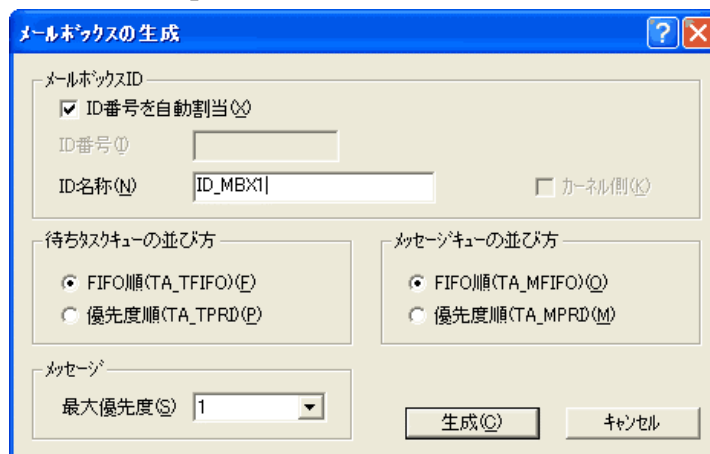 メールボックスの生成
メールボックスID
ID番号を自動割当(X)
ID番号(I)
ID名称(N) ID_MBX1 カーネル側(K)
待ちタスクキューの並び方 メッセージキューの並び方
FIFO順(TA_TFIFO)(F) FIFO順(TA_MFIFO)(O)
優先度順(TA_TPRI)(P) 優先度順(TA_MPRI)(M)
メッセージ
最大優先度(S) 1
生成(C) キャンセル